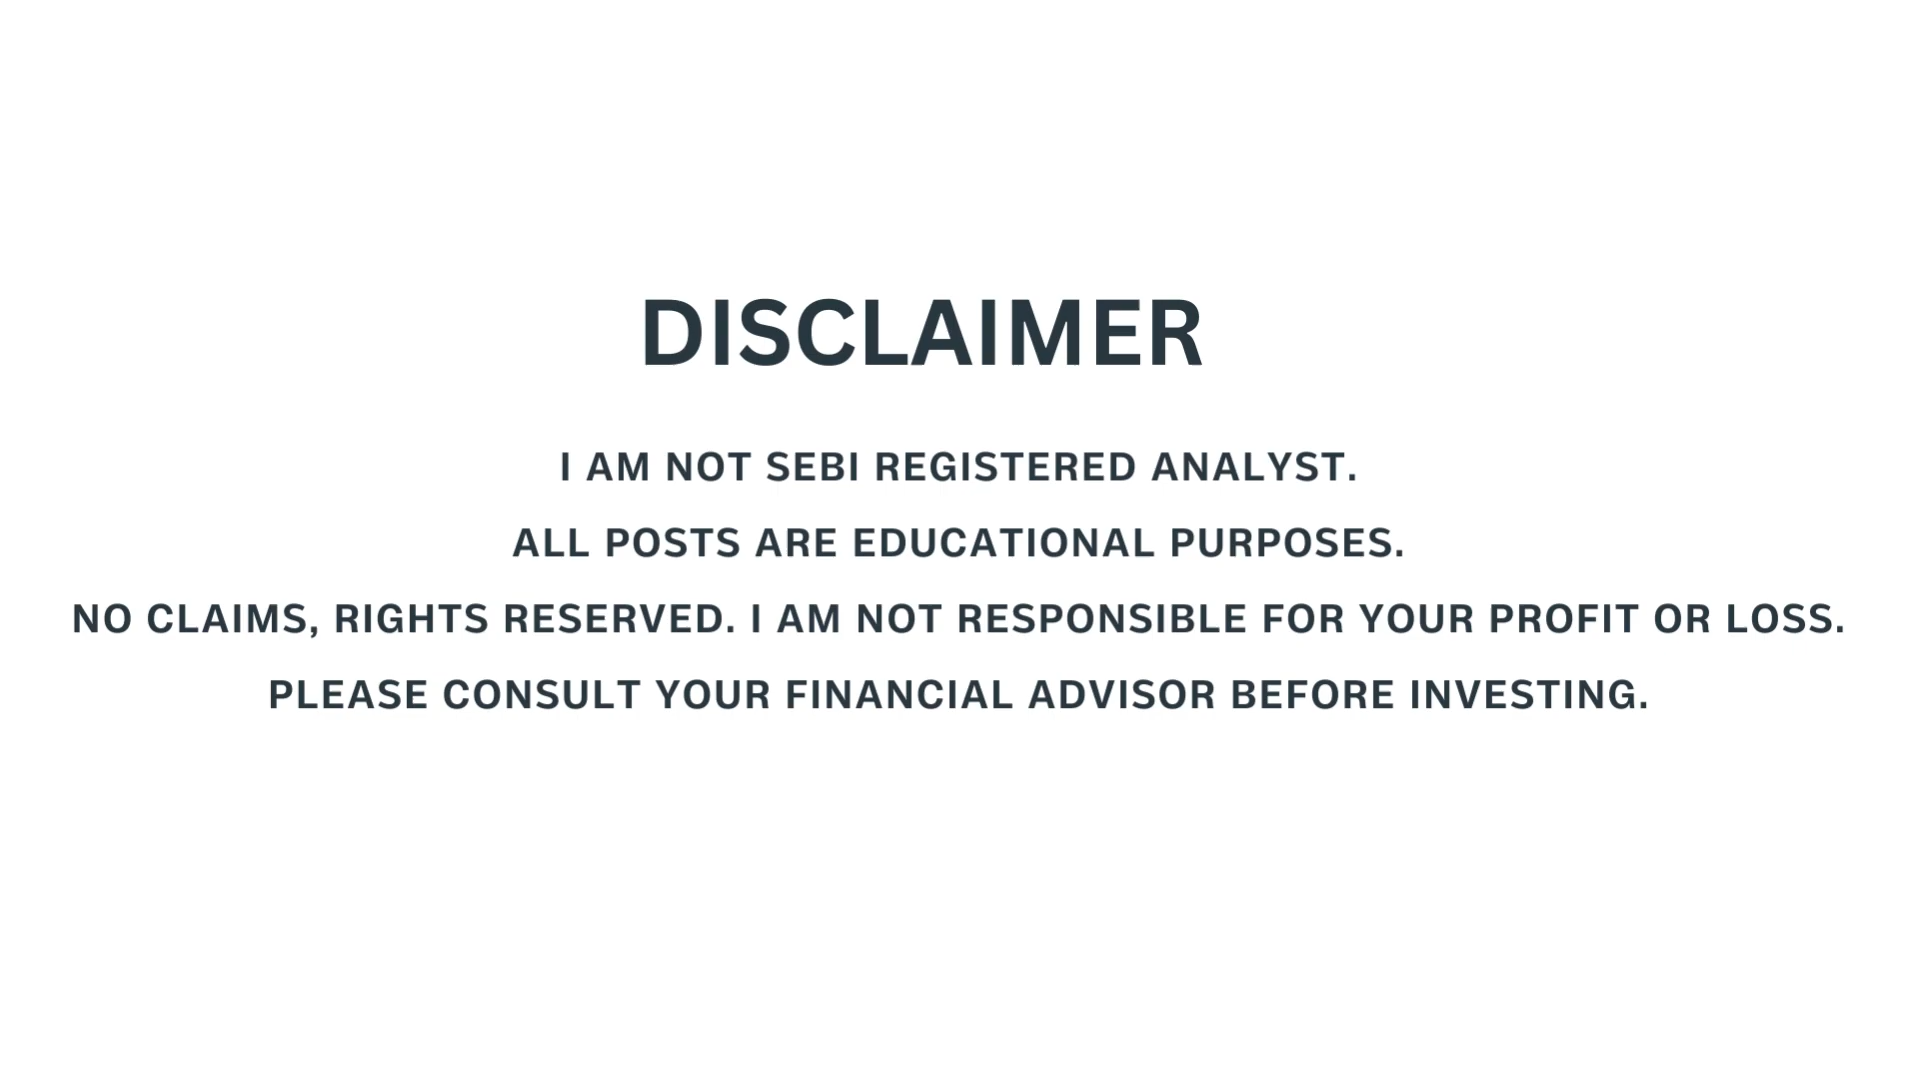 DISCLAIMER
I AM NOT SEBI REGISTERED ANALYST.
ALL POSTS ARE EDUCATIONAL PURPOSES.
NO CLAIMS, RIGHTS RESERVED. I AM NOT RESPONSIBLE FOR YOUR PROFIT OR LOSS.
PLEASE CONSULT YOUR FINANCIAL ADVISOR BEFORE INVESTING.